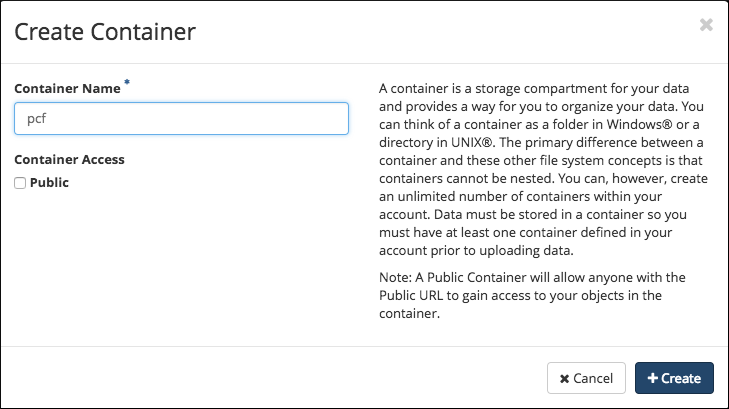 Create Container
×
Container Name *
pcf
Container Access
Public
A container is a storage compartment for your data
and provides a way for you to organize your data. You
can think of a container as a folder in Windows® or a
directory in UNIX®. The primary difference between a
container and these other file system concepts is that
containers cannot be nested. You can, however, create
an unlimited number of containers within your
account. Data must be stored in a container so you
must have at least one container defined in your
account prior to uploading data.
Note: A Public Container will allow anyone with the
Public URL to gain access to your objects in the
container.
× Cancel
+ Create